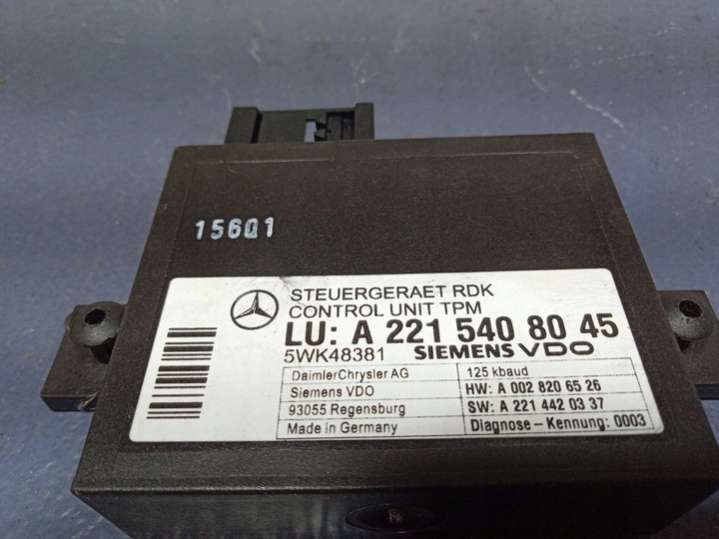 15601
STEUERGERAET RDK
CONTROL UNIT TPM
LU: A 221 540 80 45
5WK48381 SIEMENS VDO
DaimlerChrysler AG
Siemens VDO
93055 Regensburg
Made in Germany
125 kbaud
HW: A 002 820 65 26
SW: A 221 442 03 37
Diagnose - Kennung: 0003